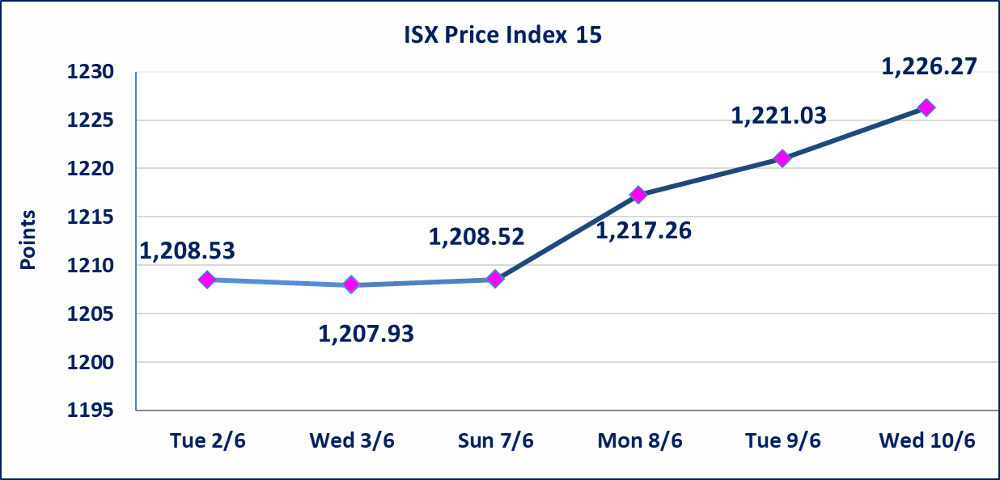 ISX Price Index 15
1230
1225
1220
1215
1210
1205
1200
1195
Points
1,208.53
1,207.93
1,208.52
1,217.26
1,221.03
1,226.27
Tue 2/6
Wed 3/6
Sun 7/6
Mon 8/6
Tue 9/6
Wed 10/6